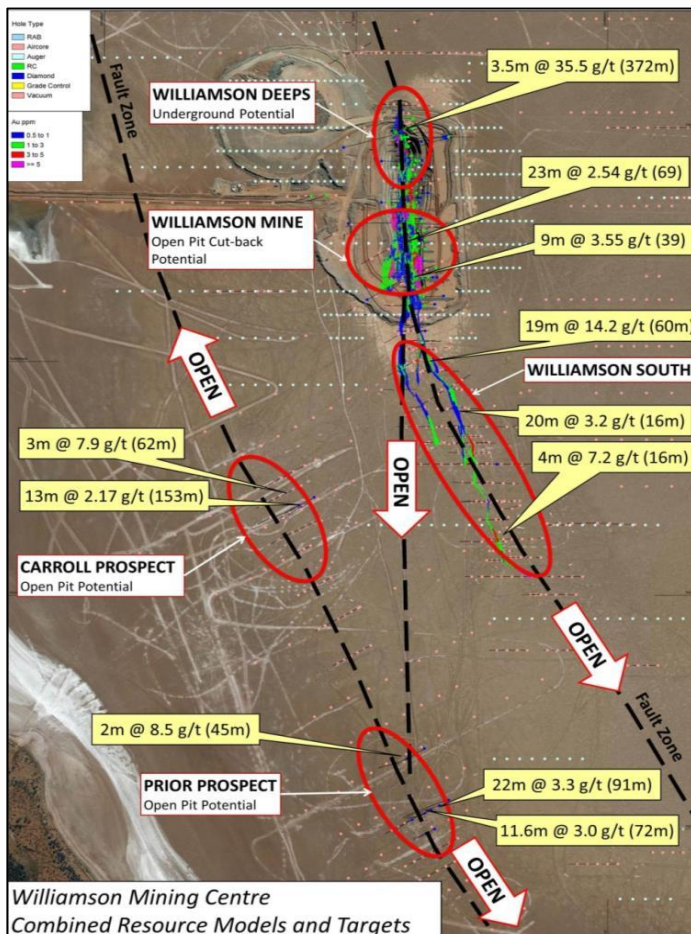 Hole Type
RAB
Aircore
Auger
RC
Diamond
Grade Control
Vacuum
Au ppm
0.5 to 1
1 to 3
3 to 5
>= 5
Fault Zone
3.5m @ 35.5 g/t (372m)
WILLIAMSON DEEPS
Underground Potential
23m @ 2.54 g/t (69)
WILLIAMSON MINE
Open Pit Cut-back
Potential
9m @ 3.55 g/t (39)
19m @ 14.2 g/t (60m)
OPEN
WILLIAMSON SOUTH
20m @ 3.2 g/t (16m)
4m @ 7.2 g/t (16m)
3m @ 7.9 g/t (62m)
13m @ 2.17 g/t (153m)
OPEN
CARROLL PROSPECT
Open Pit Potential
OPEN
Fault Zone
2m @ 8.5 g/t (45m)
PRIOR PROSPECT
Open Pit Potential
22m @ 3.3 g/t (91m)
11.6m @ 3.0 g/t (72m)
OPEN
Williamson Mining Centre
Combined Resource Models and Targets